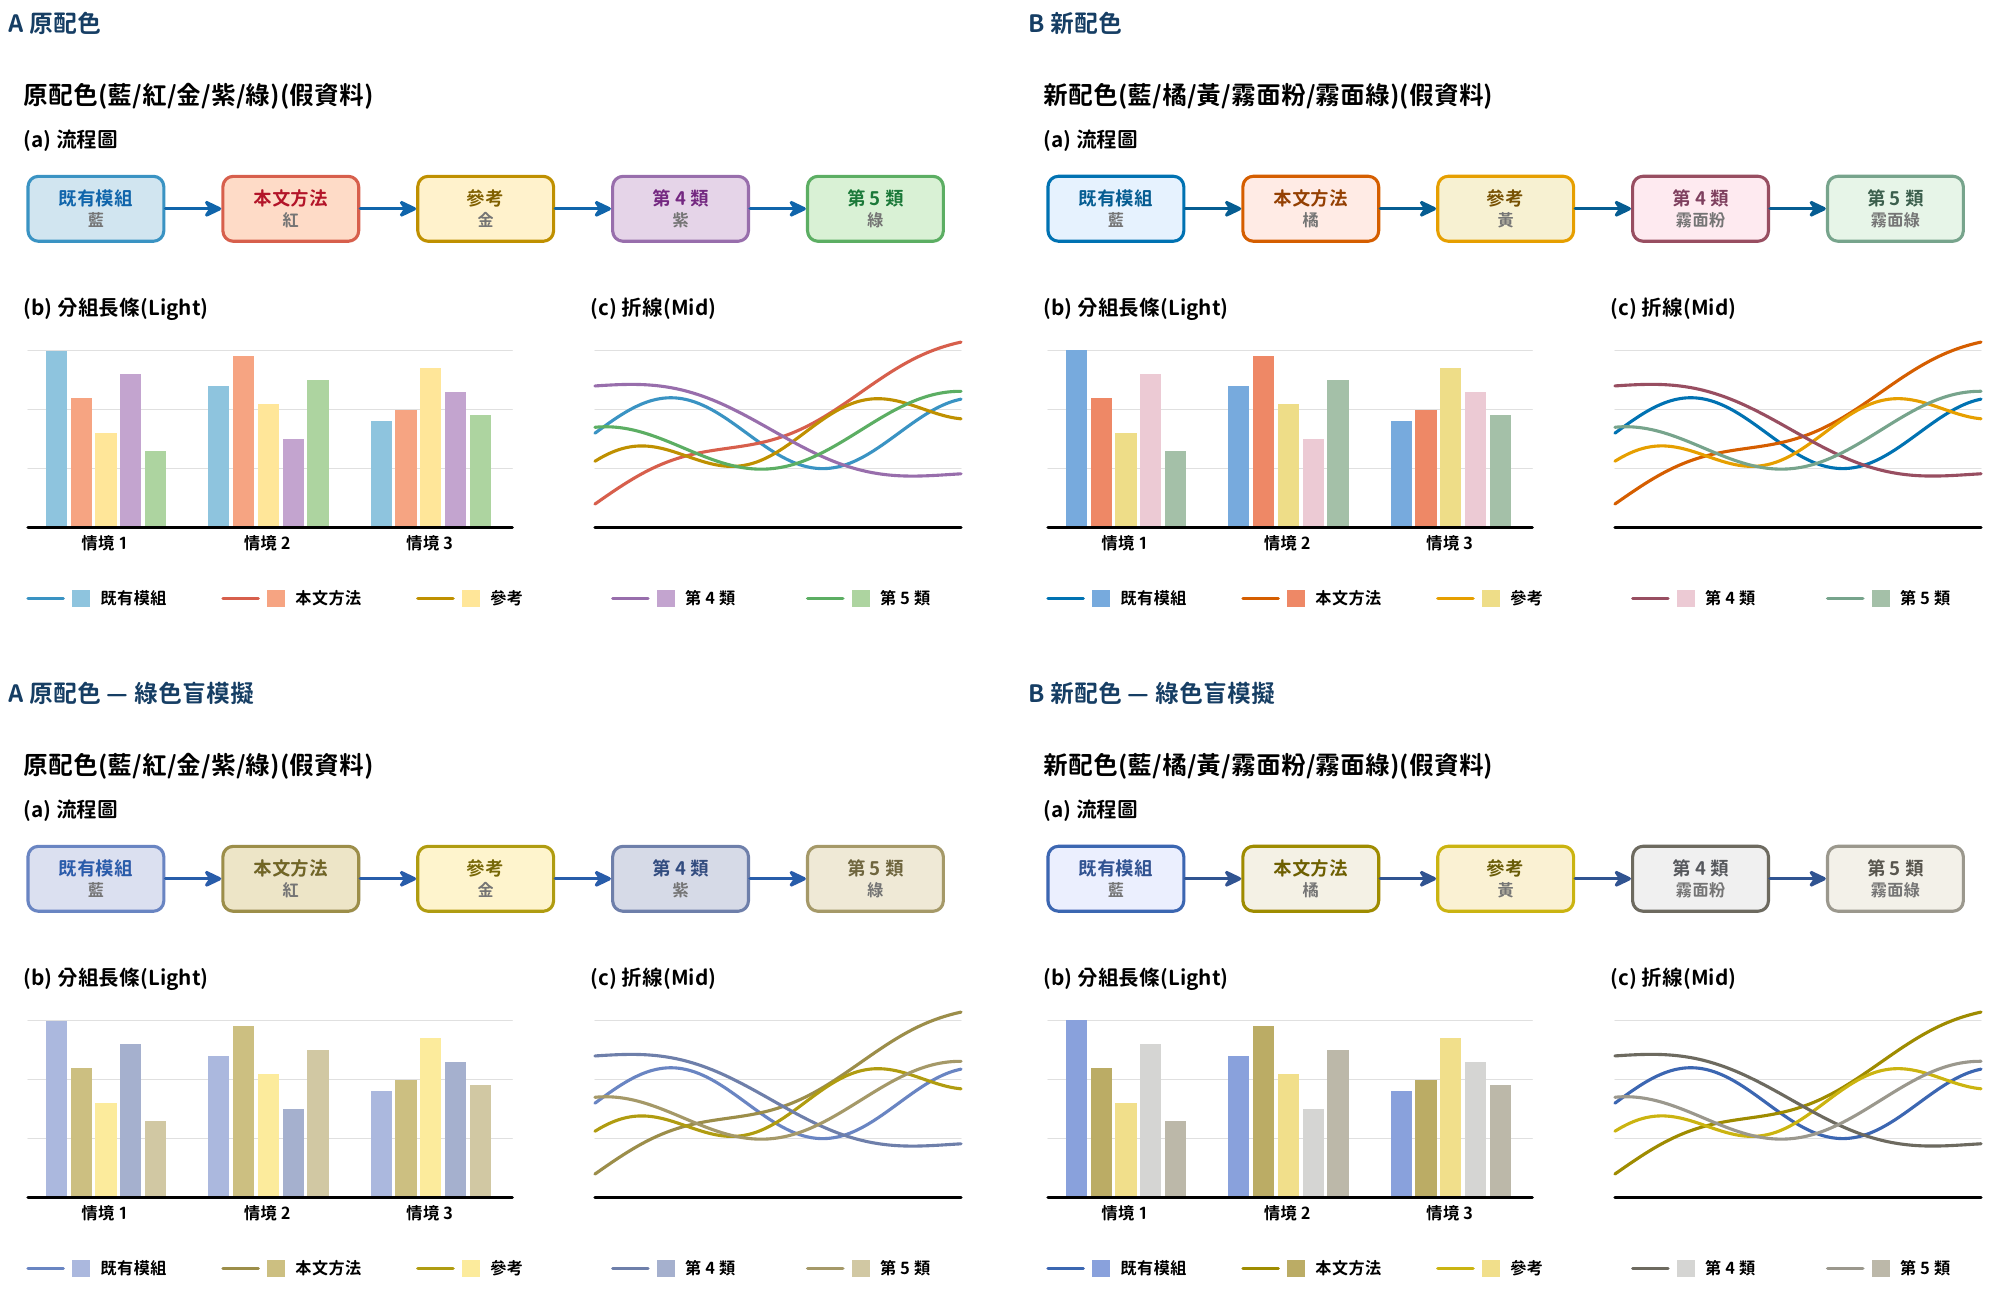 A 原配色
原配色(藍/紅/金/紫/綠)(假資料)
(a) 流程圖
既有模組
藍
本文方法
紅
參考
金
第 4 類
紫
第 5 類
綠
(b) 分組長條(Light)
情境 1
情境 2
情境 3
(c) 折線(Mid)
既有模組
本文方法
參考
第 4 類
第 5 類
B 新配色
新配色(藍/橘/黃/霧面粉/霧面綠)(假資料)
(a) 流程圖
既有模組
藍
本文方法
橘
參考
黃
第 4 類
霧面粉
第 5 類
霧面綠
(b) 分組長條(Light)
情境 1
情境 2
情境 3
(c) 折線(Mid)
既有模組
本文方法
參考
第 4 類
第 5 類
A 原配色 — 綠色盲模擬
原配色(藍/紅/金/紫/綠)(假資料)
(a) 流程圖
既有模組
藍
本文方法
紅
參考
金
第 4 類
紫
第 5 類
綠
(b) 分組長條(Light)
情境 1
情境 2
情境 3
(c) 折線(Mid)
既有模組
本文方法
參考
第 4 類
第 5 類
B 新配色 — 綠色盲模擬
新配色(藍/橘/黃/霧面粉/霧面綠)(假資料)
(a) 流程圖
既有模組
藍
本文方法
橘
參考
黃
第 4 類
霧面粉
第 5 類
霧面綠
(b) 分組長條(Light)
情境 1
情境 2
情境 3
(c) 折線(Mid)
既有模組
本文方法
參考
第 4 類
第 5 類